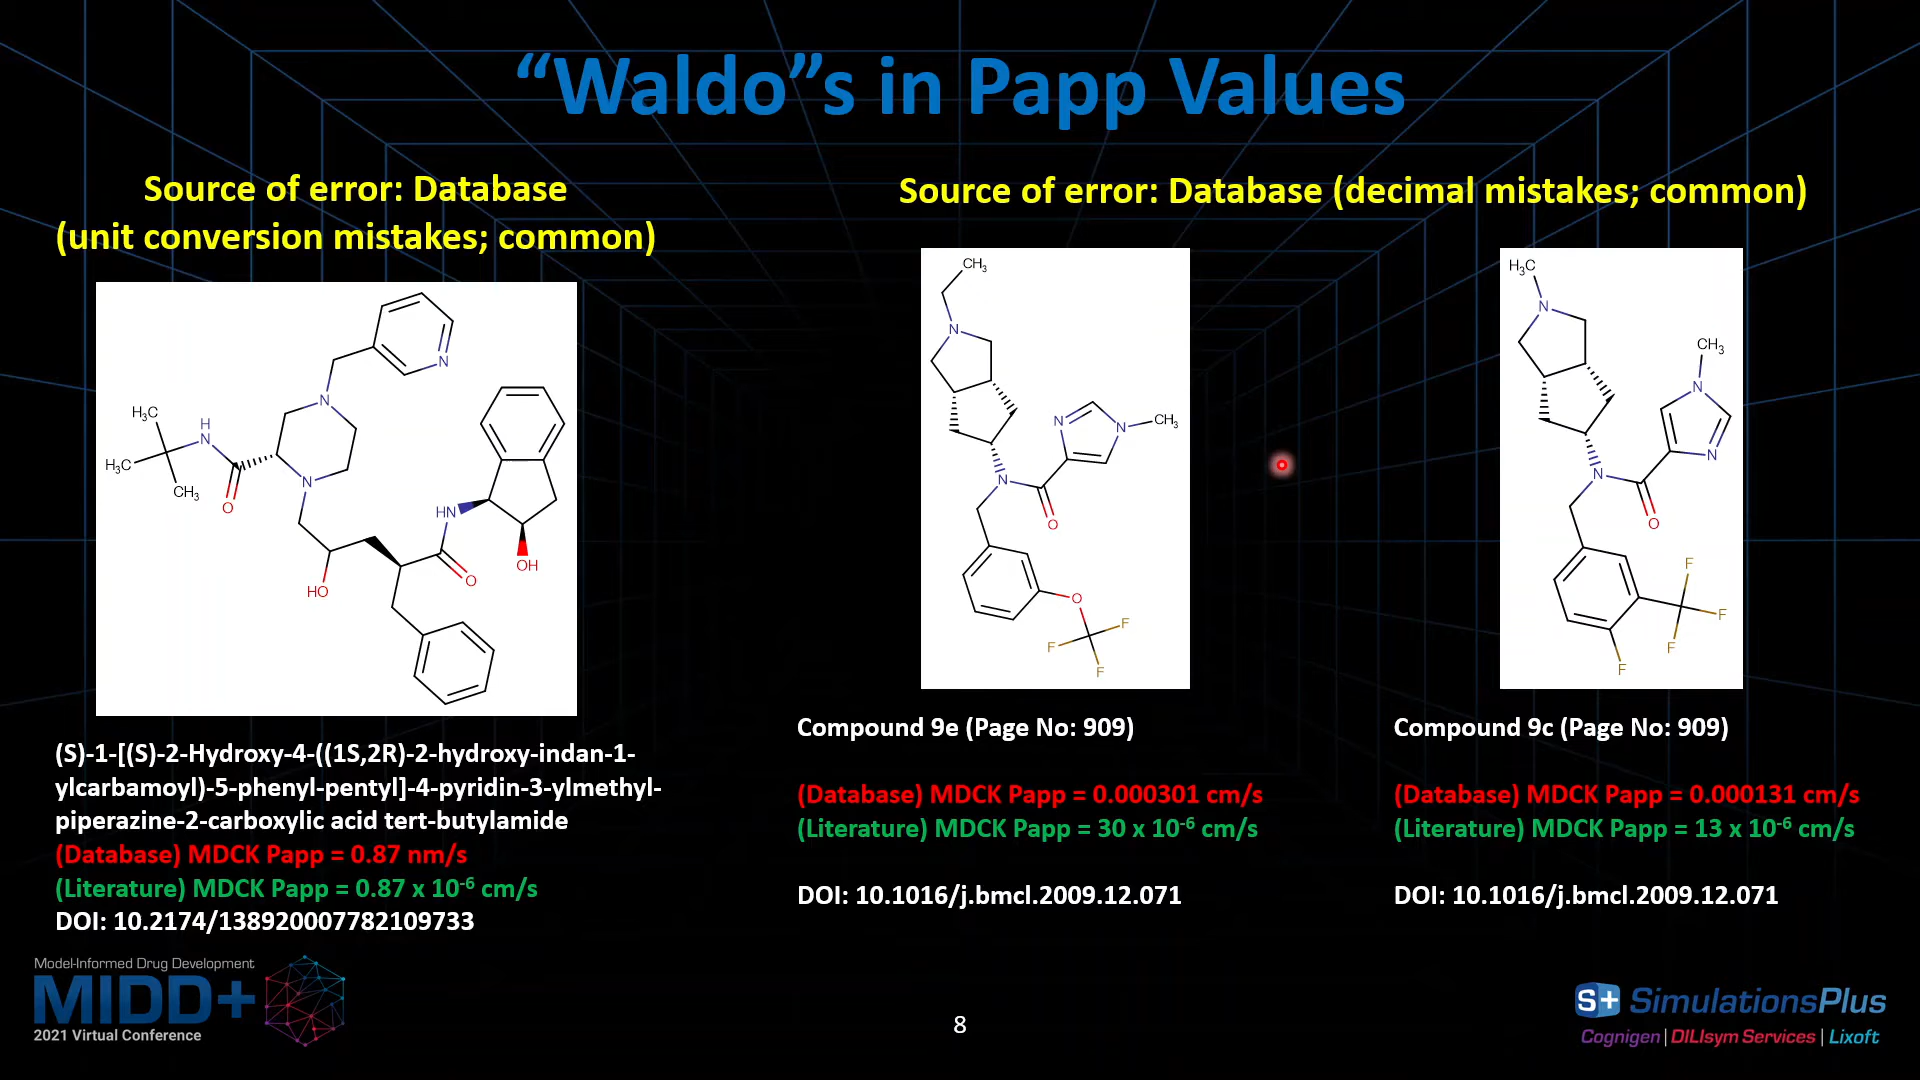 “Waldo”s in Papp Values
Source of error: Database
(unit conversion mistakes; common)
CH₃
N
N
H₃C
H
N
H₃C
CH₃
O
N
HN
O
OH
HO
(S)-1-[(S)-2-Hydroxy-4-((1S,2R)-2-hydroxy-indan-1-
ylcarbamoyl)-5-phenyl-pentyl]-4-pyridin-3-ylmethyl-
piperazine-2-carboxylic acid tert-butylamide
(Database) MDCK Papp = 0.87 nm/s
(Literature) MDCK Papp = 0.87 x 10⁻⁶ cm/s
DOI: 10.2174/138920007782109733
Source of error: Database (decimal mistakes; common)
N
N
N
CH₃
N
O
O
F
F
F
Compound 9e (Page No: 909)
(Database) MDCK Papp = 0.000301 cm/s
(Literature) MDCK Papp = 30 x 10⁻⁶ cm/s
DOI: 10.1016/j.bmcl.2009.12.071
H₃C
N
CH₃
N
N
N
O
F
F
F
F
Compound 9c (Page No: 909)
(Database) MDCK Papp = 0.000131 cm/s
(Literature) MDCK Papp = 13 x 10⁻⁶ cm/s
DOI: 10.1016/j.bmcl.2009.12.071
Model-Informed Drug Development
MIDD+
2021 Virtual Conference
8
S+ SimulationsPlus
Cognigen | DILIsym Services | Lixoft